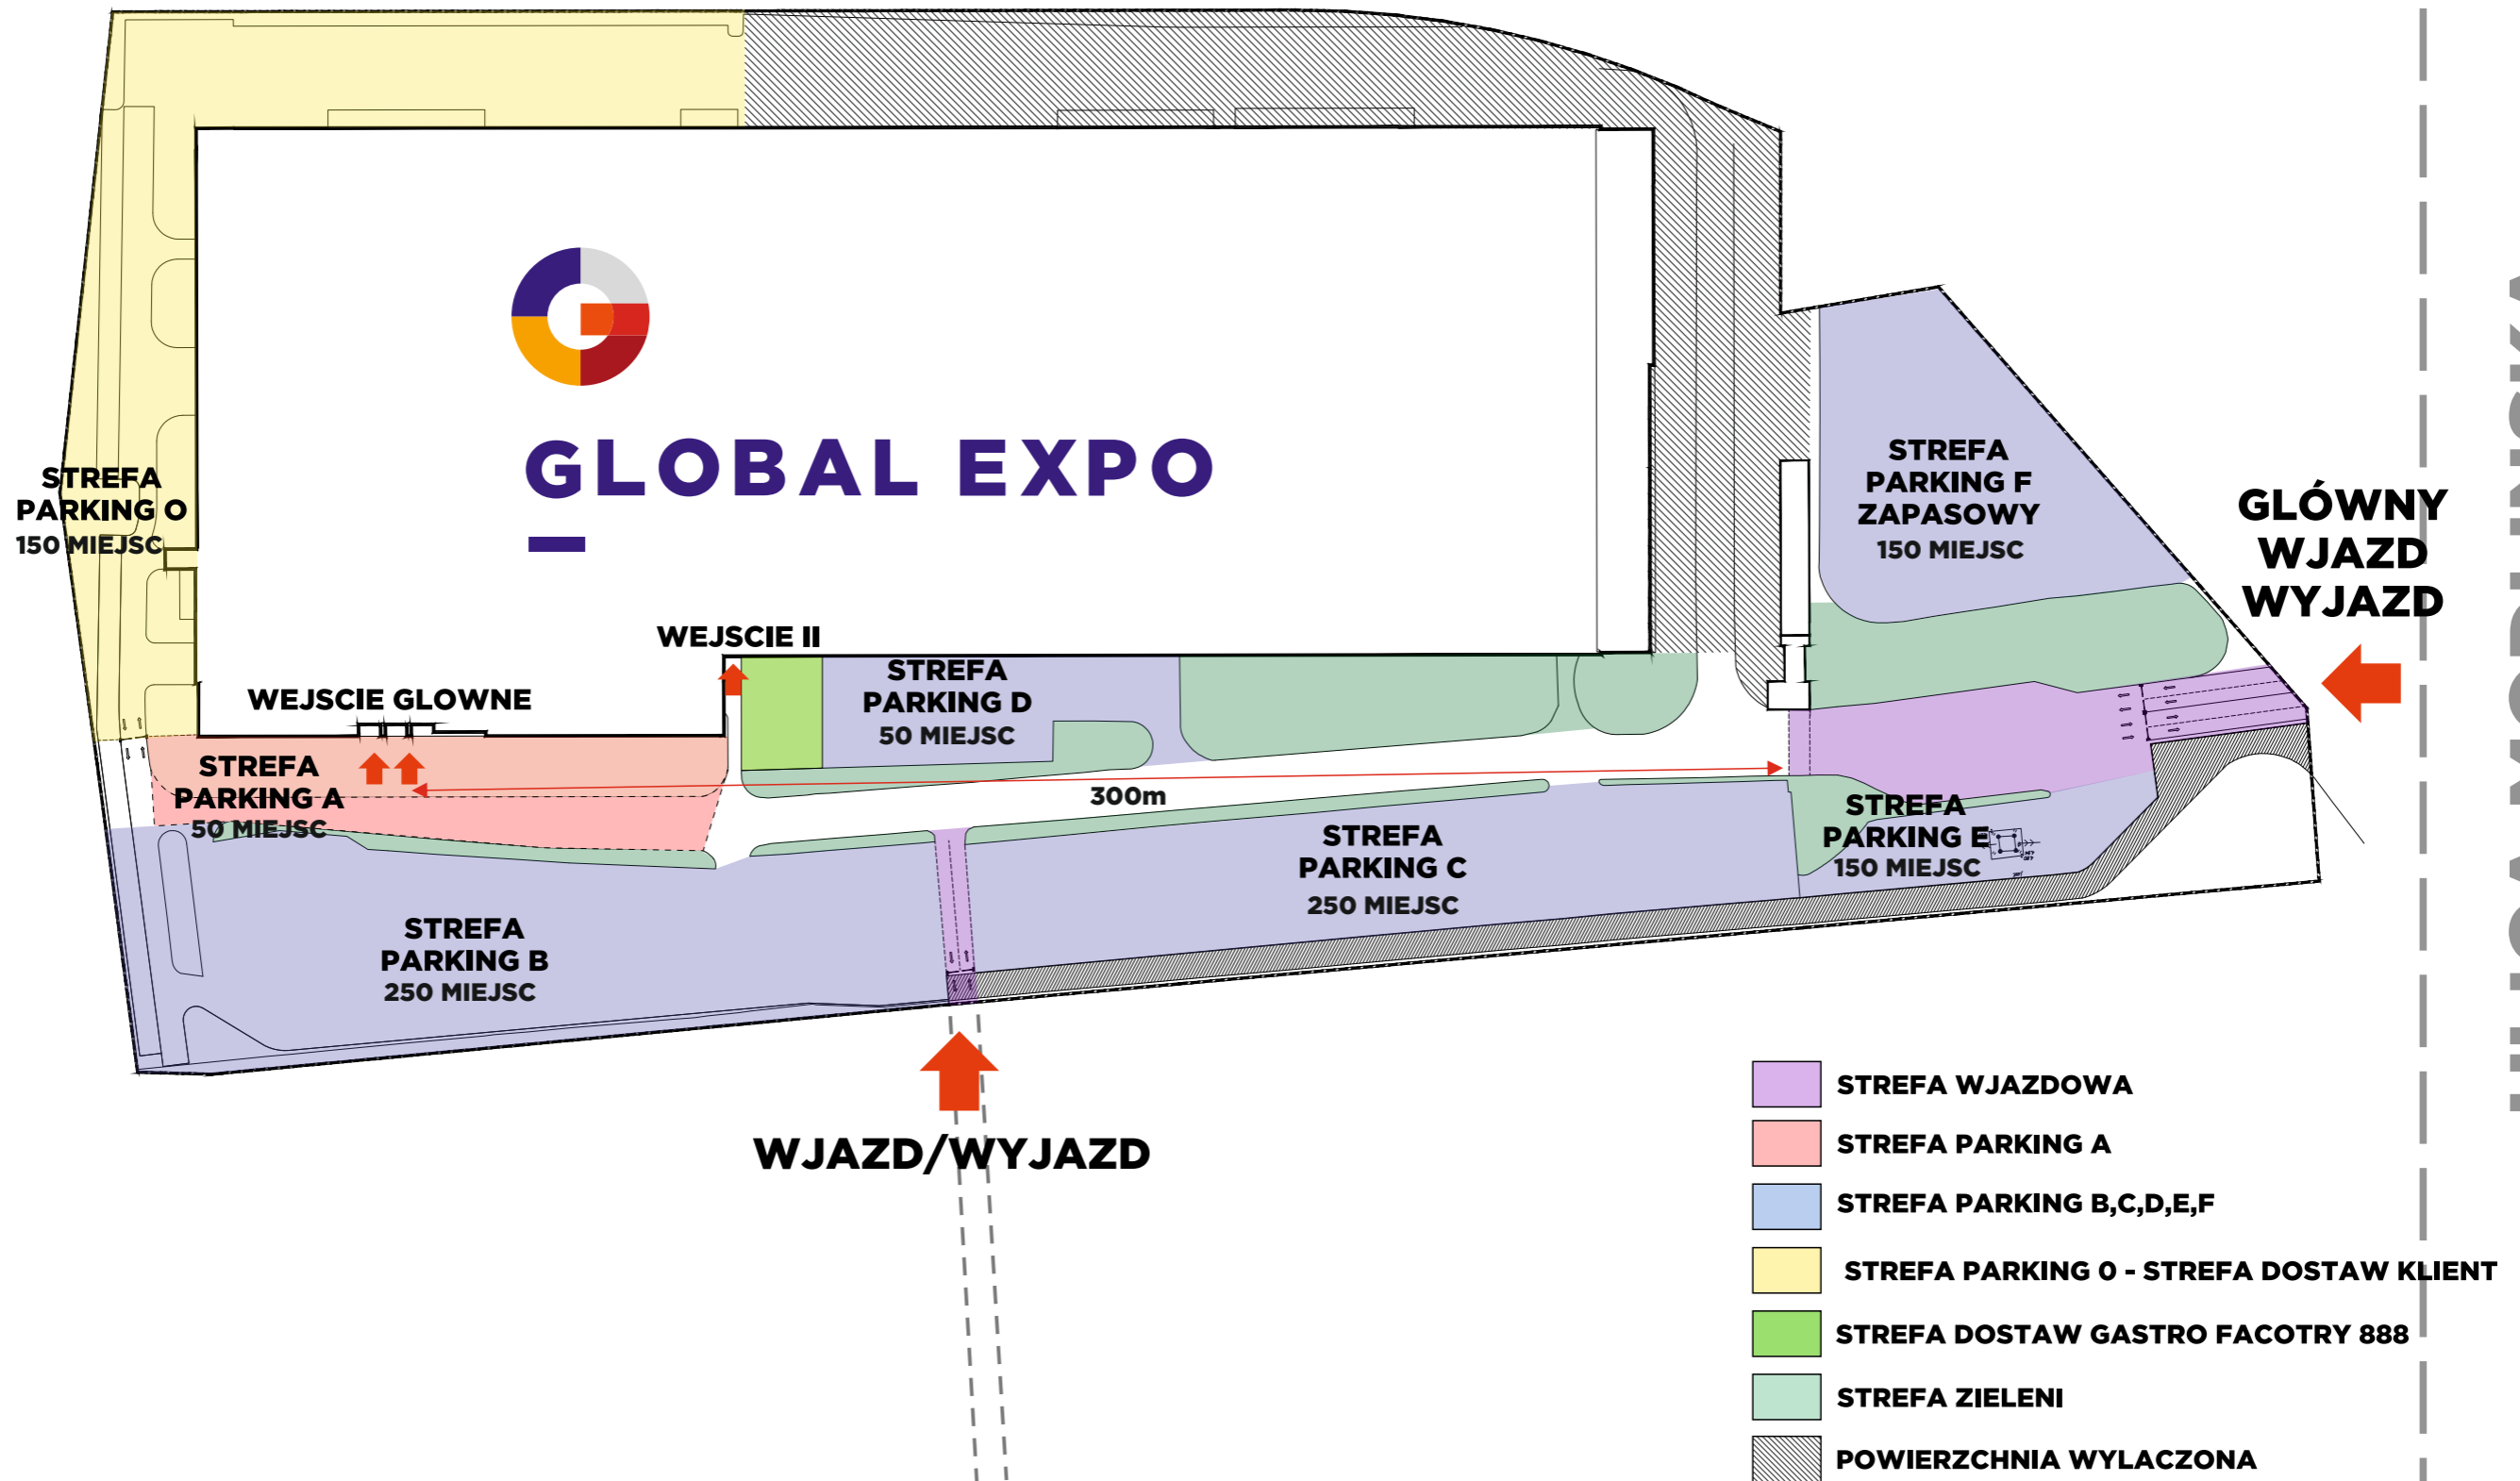 GLOBAL EXPO
STREFA
PARKING O
150 MIEJSC
STREFA
PARKING F
ZAPASOWY
150 MIEJSC
GLÓWNY
WJAZD
WYJAZD
WEJSCIE II
WEJSCIE GLOWNE
STREFA
PARKING D
50 MIEJSC
STREFA
PARKING A
50 MIEJSC
300m
STREFA
PARKING C
250 MIEJSC
STREFA
PARKING E
150 MIEJSC
STREFA
PARKING B
250 MIEJSC
WJAZD/WYJAZD
STREFA WJAZDOWA
STREFA PARKING A
STREFA PARKING B,C,D,E,F
STREFA PARKING 0 - STREFA DOSTAW KLIENT
STREFA DOSTAW GASTRO FACOTRY 888
STREFA ZIELENI
POWIERZCHNIA WYLACZONA